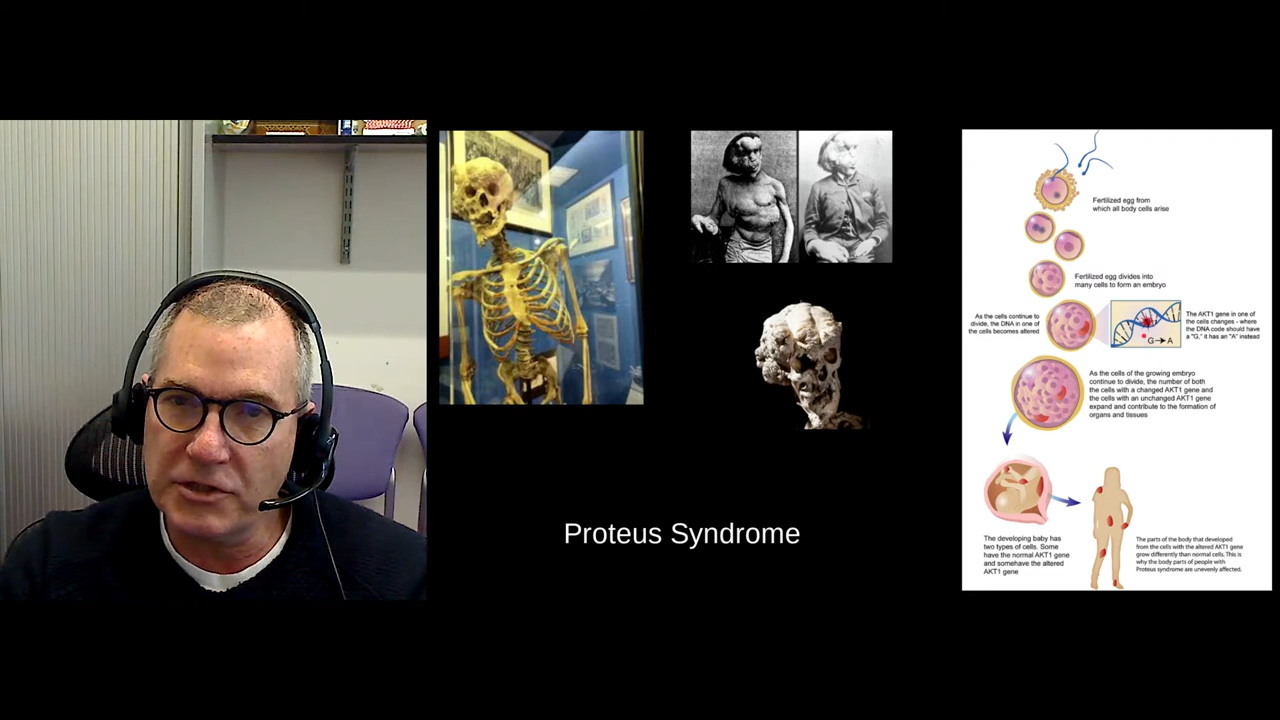 Fertilized egg from
which all body cells arise
Fertilized egg divides into
many cells to form an embryo
As the cells continue to
divide, the DNA in one of
the cells becomes altered
G→A
The AKT1 gene in one of
the cells changes - where
the DNA code should have
a "G," it has an "A" instead
As the cells of the growing embryo
continue to divide, the number of both
the cells with a changed AKT1 gene and
the cells with an unchanged AKT1 gene
expand and contribute to the formation of
organs and tissues
Proteus Syndrome
The developing baby has
two types of cells. Some
have the normal AKT1 gene
and somehave the altered
AKT1 gene
The parts of the body that developed
from the cells with the altered AKT1 gene
grow differently than normal cells. This is
why the body parts of people with
Proteus syndrome are unevenly affected.